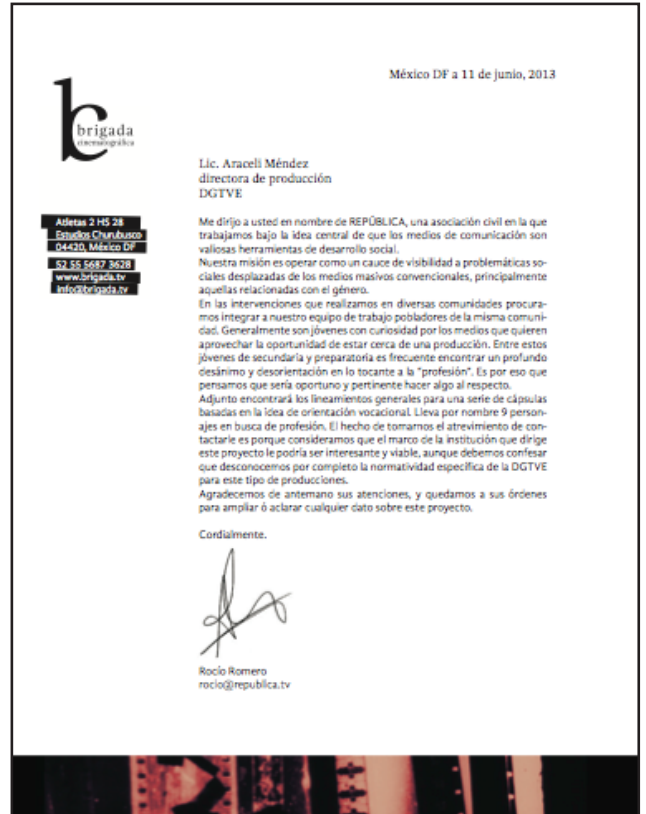 México DF a 11 de junio, 2013
brigada
cinematográfica
Atletas 2 HS 28
Estudios Churubusco
04420, México DF
52 55 5687 3628
www.brigada.tv
info@brigada.tv
Lic. Araceli Méndez
directora de producción
DGTVE
Me dirijo a usted en nombre de REPÚBLICA, una asociación civil en la que
trabajamos bajo la idea central de que los medios de comunicación son
valiosas herramientas de desarrollo social.
Nuestra misión es operar como un cauce de visibilidad a problemáticas so-
ciales desplazadas de los medios masivos convencionales, principalmente
aquellas relacionadas con el género.
En las intervenciones que realizamos en diversas comunidades procura-
mos integrar a nuestro equipo de trabajo pobladores de la misma comuni-
dad. Generalmente son jóvenes con curiosidad por los medios que quieren
aprovechar la oportunidad de estar cerca de una producción. Entre estos
jóvenes de secundaria y preparatoria es frecuente encontrar un profundo
desánimo y desorientación en lo tocante a la "profesión". Es por eso que
pensamos que sería oportuno y pertinente hacer algo al respecto.
Adjunto encontrará los lineamientos generales para una serie de cápsulas
basadas en la idea de orientación vocacional. Lleva por nombre 9 person-
ajes en busca de profesión. El hecho de tomarnos el atrevimiento de con-
tactarle es porque consideramos que el marco de la institución que dirige
este proyecto le podría ser interesante y viable, aunque debemos confesar
que desconocemos por completo la normatividad específica de la DGTVE
para este tipo de producciones.
Agradecemos de antemano sus atenciones, y quedamos a sus órdenes
para ampliar ó aclarar cualquier dato sobre este proyecto.
Cordialmente.
Rocío Romero
rocio@republica.tv